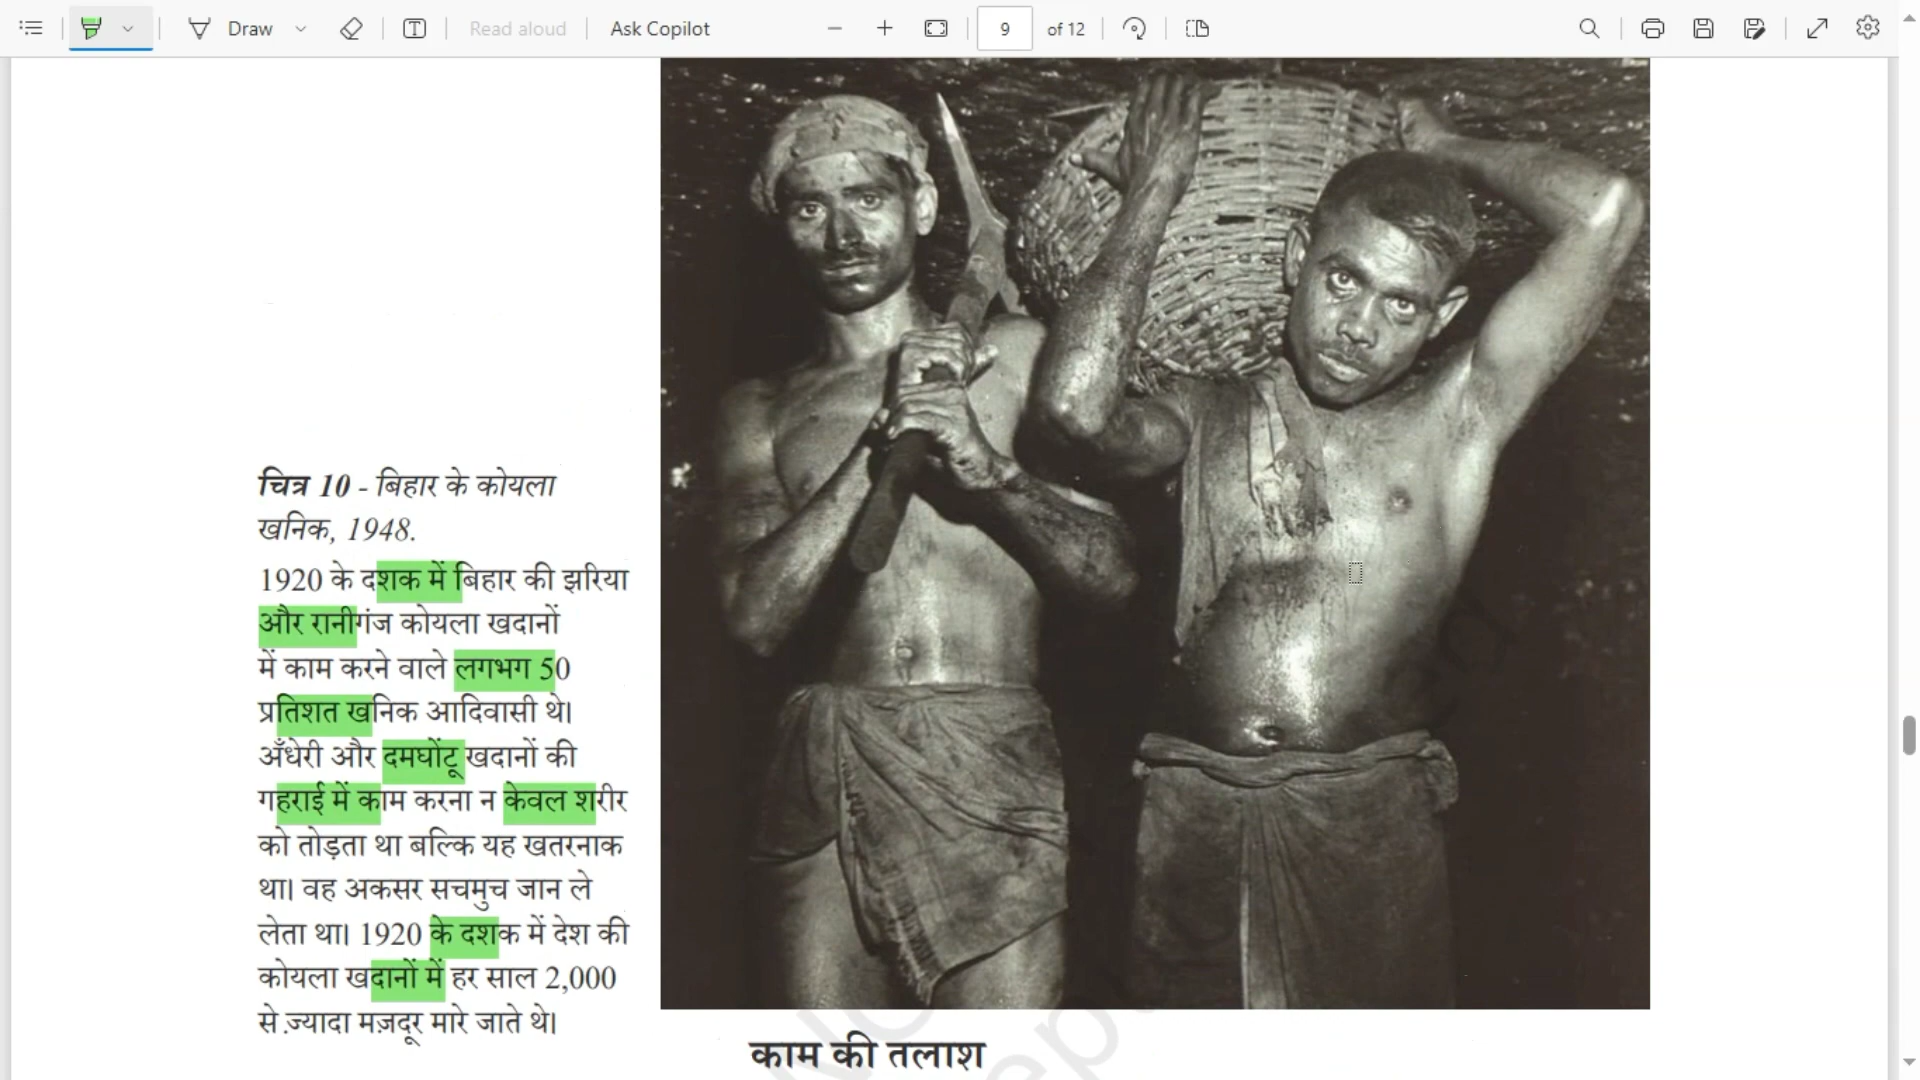 Draw
Read aloud
Ask Copilot
9
of 12
चित्र 10 - बिहार के कोयला
खनिक, 1948.
1920 के दशक में बिहार की झरिया
और रानीगंज कोयला खदानों
में काम करने वाले लगभग 50
प्रतिशत खनिक आदिवासी थे।
अँधेरी और दमघोंटू खदानों की
गहराई में काम करना न केवल शरीर
को तोड़ता था बल्कि यह खतरनाक
था। वह अकसर सचमुच जान ले
लेता था। 1920 के दशक में देश की
कोयला खदानों में हर साल 2,000
से ज़्यादा मज़दूर मारे जाते थे।
काम की तलाश